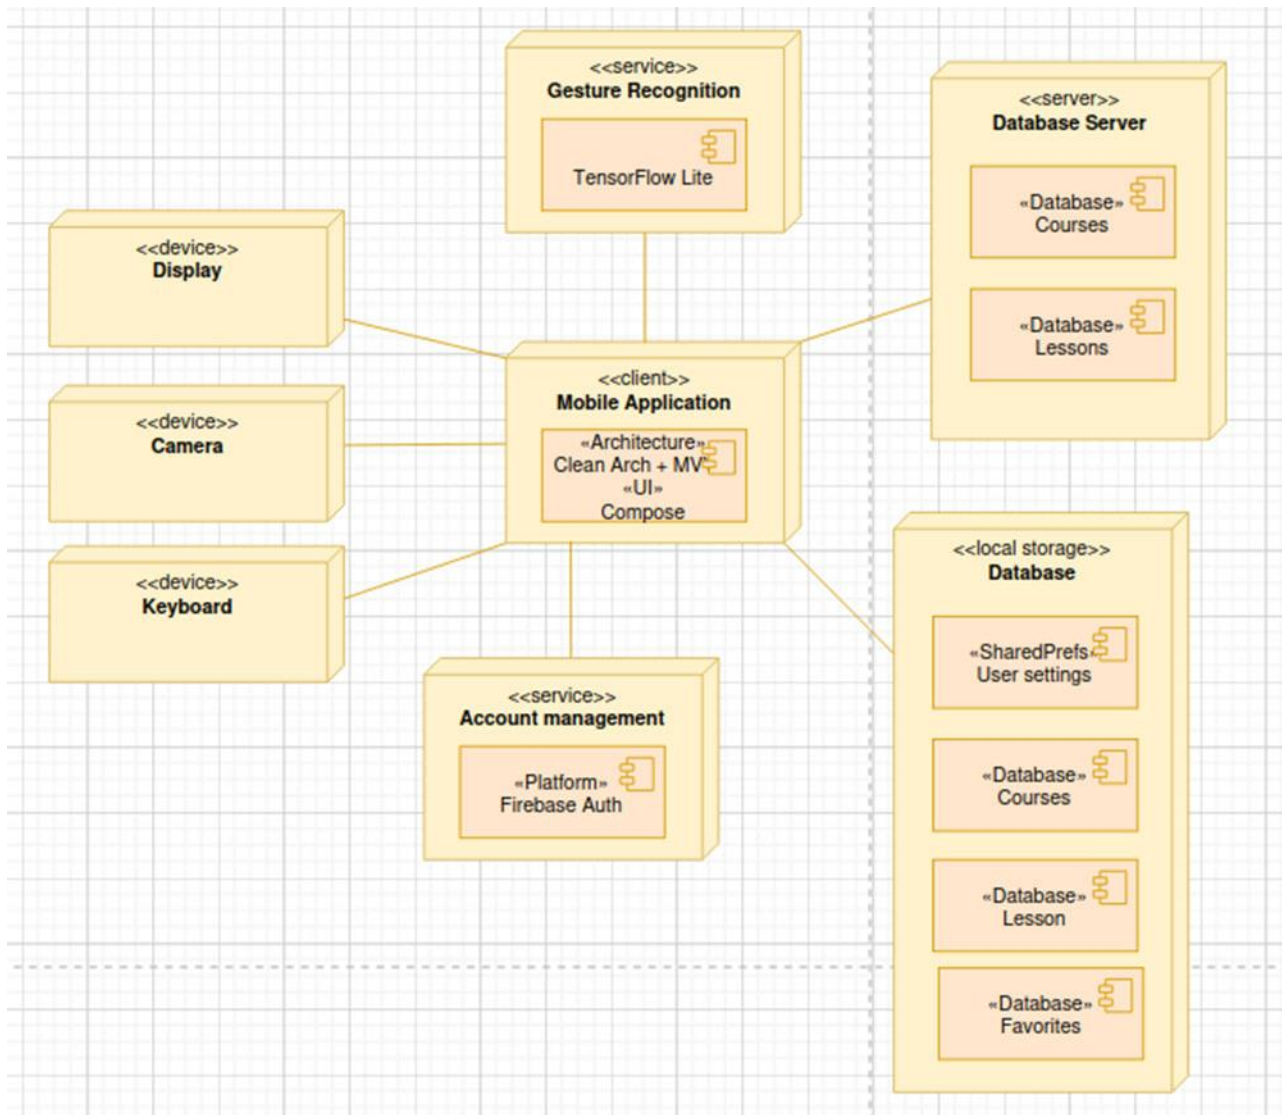 <<service>>
Gesture Recognition
TensorFlow Lite
<<server>>
Database Server
«Database»
Courses
«Database»
Lessons
<<device>>
Display
<<device>>
Camera
<<device>>
Keyboard
<<client>>
Mobile Application
«Architecture»
Clean Arch +
«UI»
Compose
<<service>>
Account management
«Platform»
Firebase Auth
<<local storage>>
Database
«SharedPrefs»
User settings
«Database»
Courses
«Database»
Lesson
«Database»
Favorites